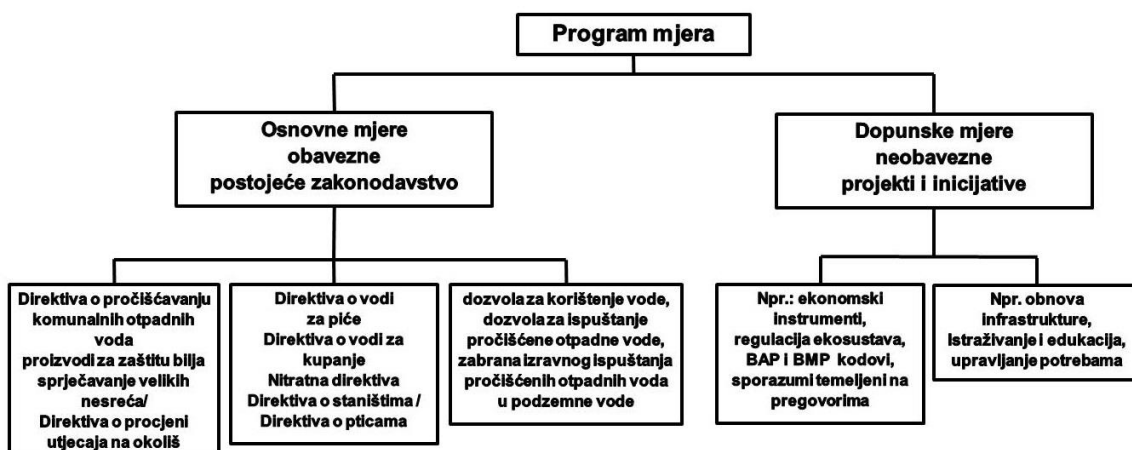 Program mjera
Osnovne mjere
obavezne
postojeće zakonodavstvo
Dopunske mjere
neobavezne
projekti i inicijative
Direktiva o pročišćavanju
komunalnih otpadnih
voda
proizvodi za zaštitu bilja
sprječavanje velikih
nesreća/
Direktiva o procjeni
utjecaja na okoliš
Direktiva o vodi
za piće
Direktiva o vodi za
kupanje
Nitratna direktiva
Direktiva o staništima /
Direktiva o pticama
dozvola za korištenje vode,
dozvola za ispuštanje
pročišćene otpadne vode,
zabrana izravnog ispuštanja
pročišćenih otpadnih voda
u podzemne vode
Npr.: ekonomski
instrumenti,
regulacija ekosustava,
BAP i BMP kodovi,
sporazumi temeljeni na
pregovorima
Npr. obnova
infrastrukture,
istraživanje i edukacija,
upravljanje potrebama